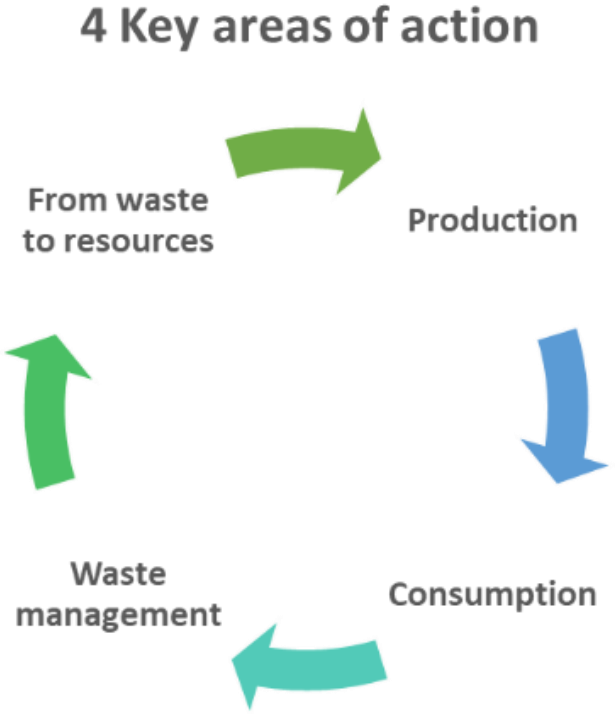 4 Key areas of action
From waste
to resources
Production
Waste
management
Consumption